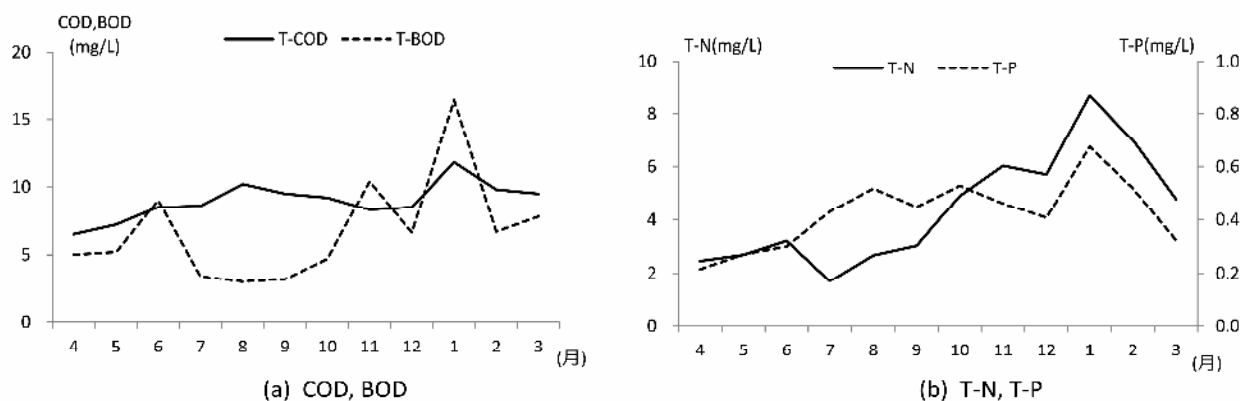 COD,BOD
(mg/L)
T-COD
T-BOD
20
15
10
5
0
4 5 6 7 8 9 10 11 12 1 2 3
(月)
(a) COD, BOD
T-N(mg/L)
T-P(mg/L)
T-N
T-P
10
8
6
4
2
0
1.0
0.8
0.6
0.4
0.2
0.0
4 5 6 7 8 9 10 11 12 1 2 3
(月)
(b) T-N, T-P